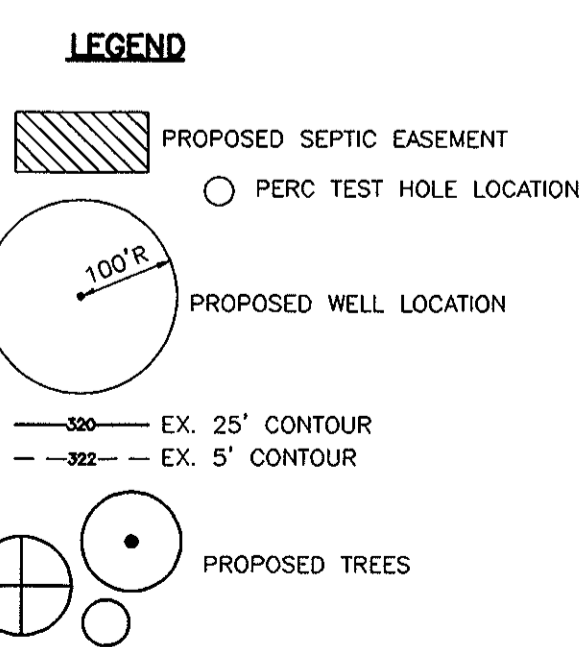 LEGEND
PROPOSED SEPTIC EASEMENT
PERC TEST HOLE LOCATION
100'R
PROPOSED WELL LOCATION
320 EX. 25' CONTOUR
322 EX. 5' CONTOUR
PROPOSED TREES